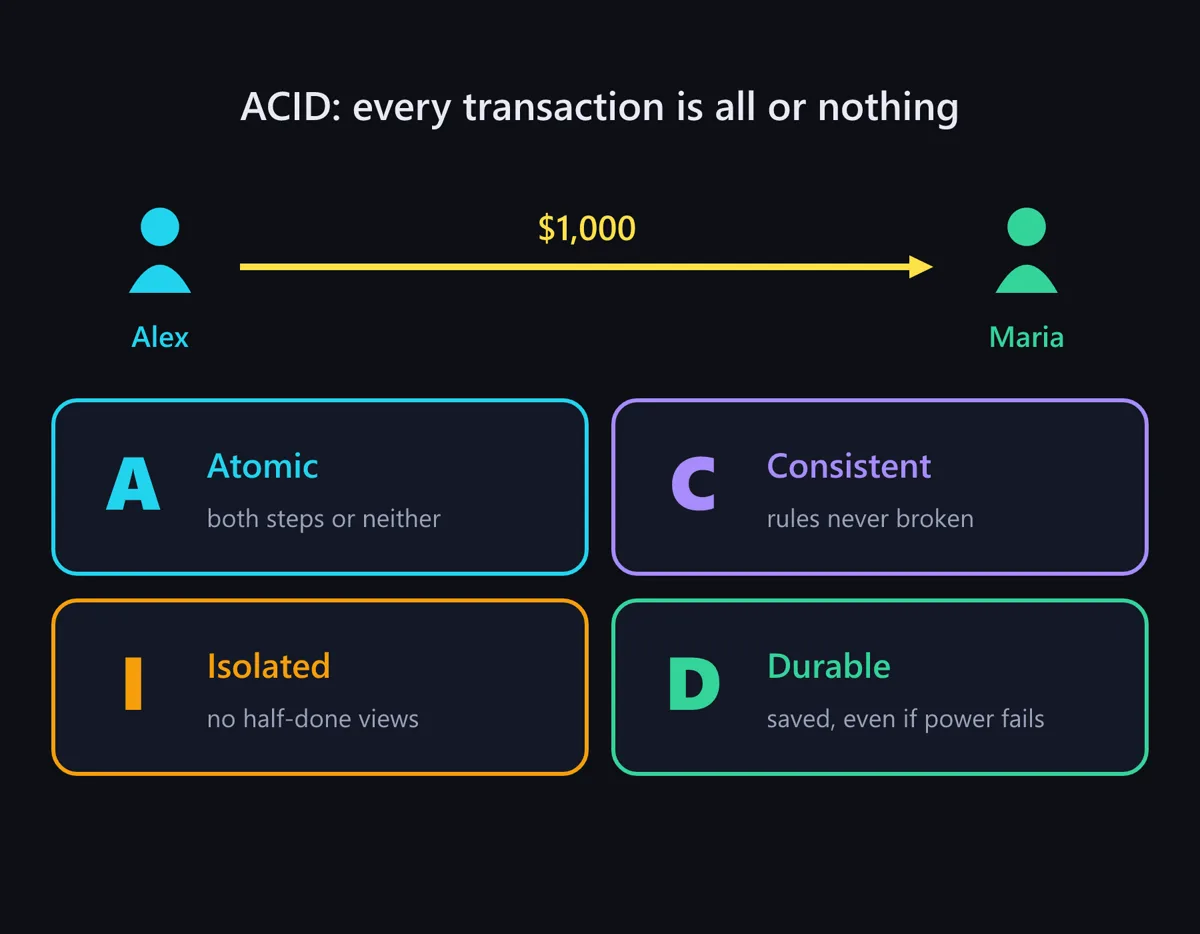 ACID: every transaction is all or nothing
$1,000
Alex
Maria
A
Atomic
both steps or neither
C
Consistent
rules never broken
I
Isolated
no half-done views
D
Durable
saved, even if power fails